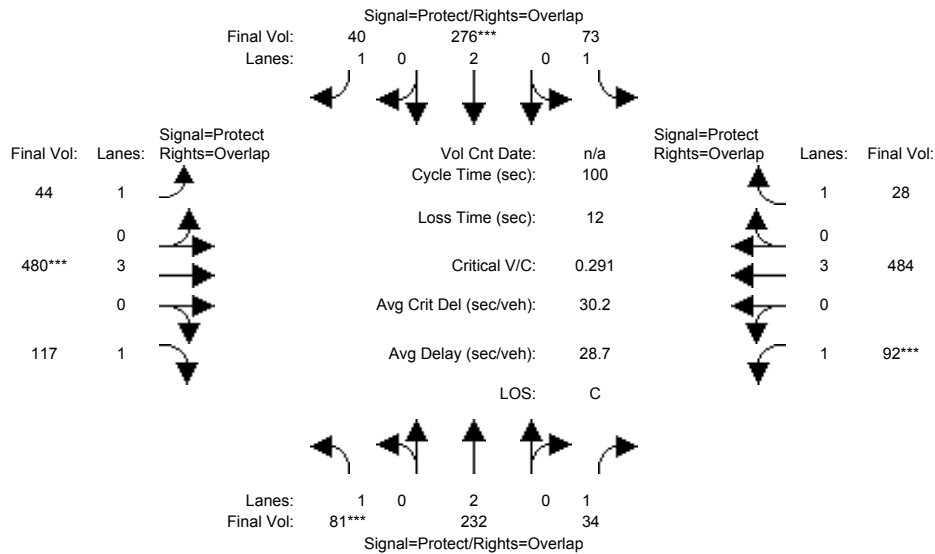 Signal=Protect/Rights=Overlap
Final Vol: 40 276*** 73
Lanes: 1 0 2 0 1
Signal=Protect
Final Vol: Lanes: Rights=Overlap
Vol Cnt Date: n/a
Signal=Protect
Rights=Overlap Lanes: Final Vol:
Cycle Time (sec): 100
44 1
1 28
Loss Time (sec): 12
0
0
480*** 3
Critical V/C: 0.291
3 484
0
Avg Crit Del (sec/veh): 30.2
0
117 1
Avg Delay (sec/veh): 28.7
1 92***
LOS: C
Lanes: 1 0 2 0 1
Final Vol: 81*** 232 34
Signal=Protect/Rights=Overlap